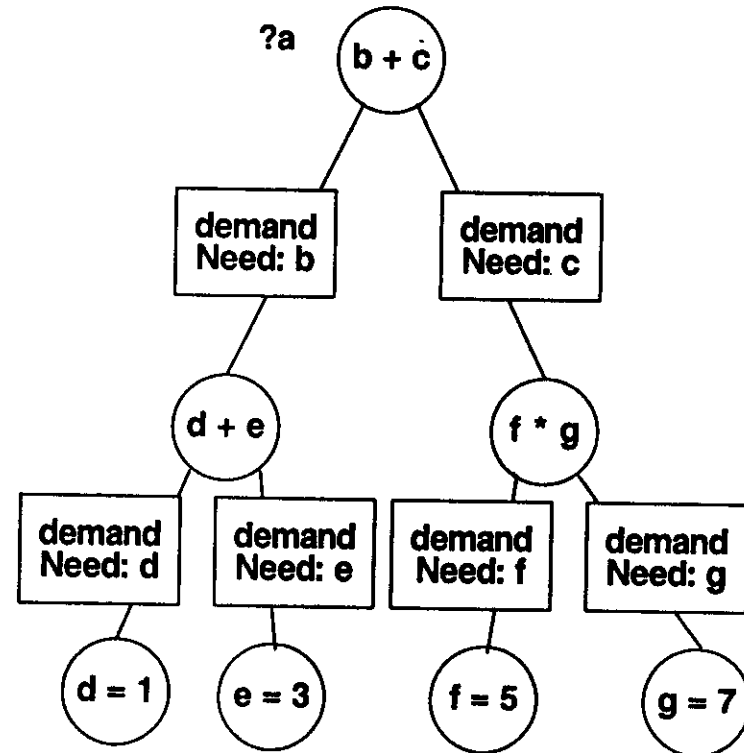 ?a
b + c
demand
Need: b
demand
Need: c
d + e
f * g
demand
Need: d
demand
Need: e
demand
Need: f
demand
Need: g
d = 1
e = 3
f = 5
g = 7